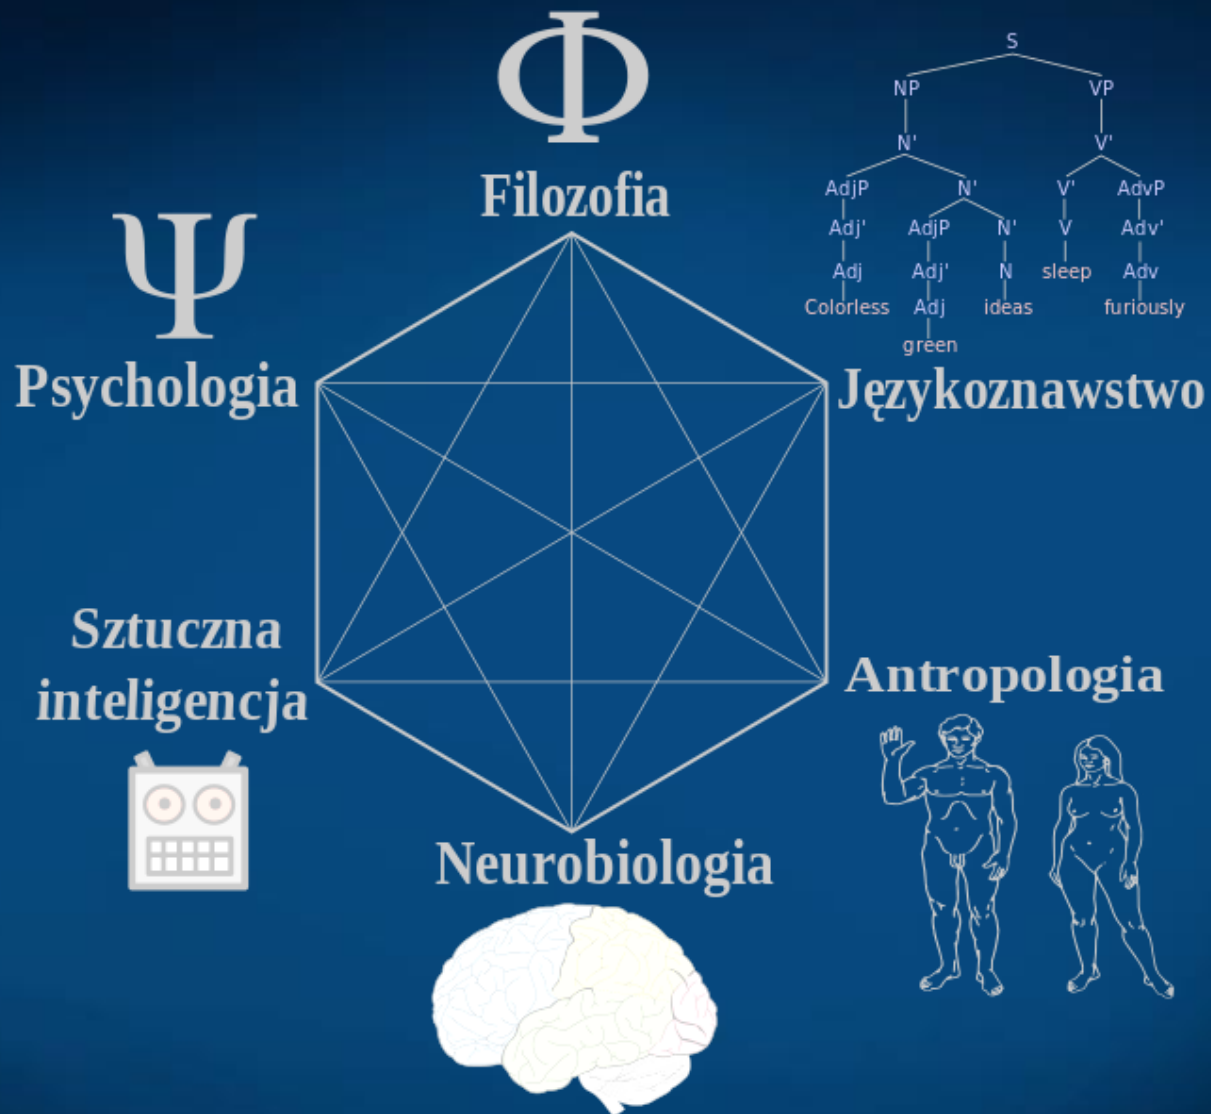 Φ
Filozofia
S
NP VP
N' V'
AdjP N' V' AdvP
Adj' AdjP N' V Adv'
Adj Adj' N sleep Adv
Colorless Adj ideas furiously
green
Ψ
Psychologia
Językoznawstwo
Sztuczna
inteligencja
Antropologia
Neurobiologia